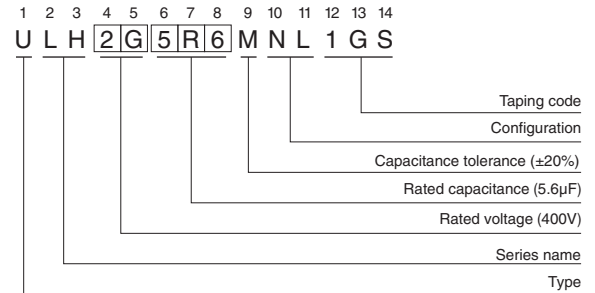 1 2 3 4 5 6 7 8 9 10 11 12 13 14
U L H 2 G 5 R 6 M N L 1 G S
Taping code
Configuration
Capacitance tolerance (±20%)
Rated capacitance (5.6µF)
Rated voltage (400V)
Series name
Type